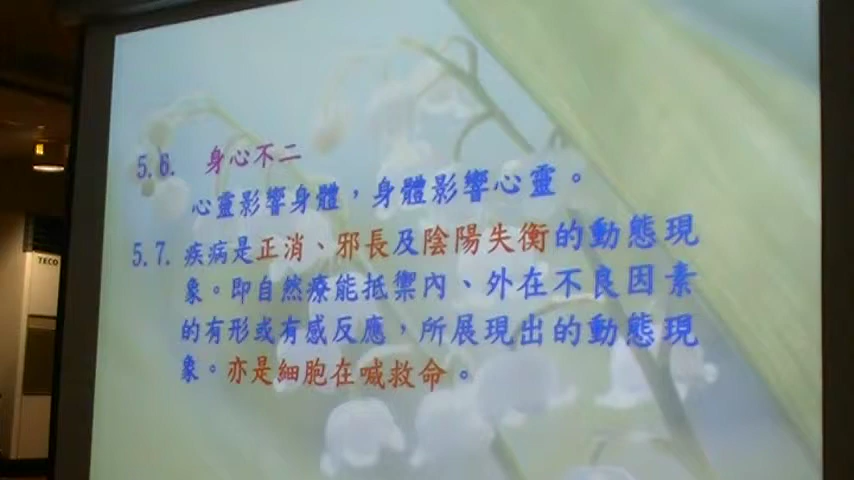 5.6. 身心不二
心靈影響身體，身體影響心靈。
5.7. 疾病是正消、邪長及陰陽失衡的動態現
象。即自然療能抵禦內、外在不良因素
的有形或有感反應，所展現出的動態現
象。亦是細胞在喊救命。
TECO